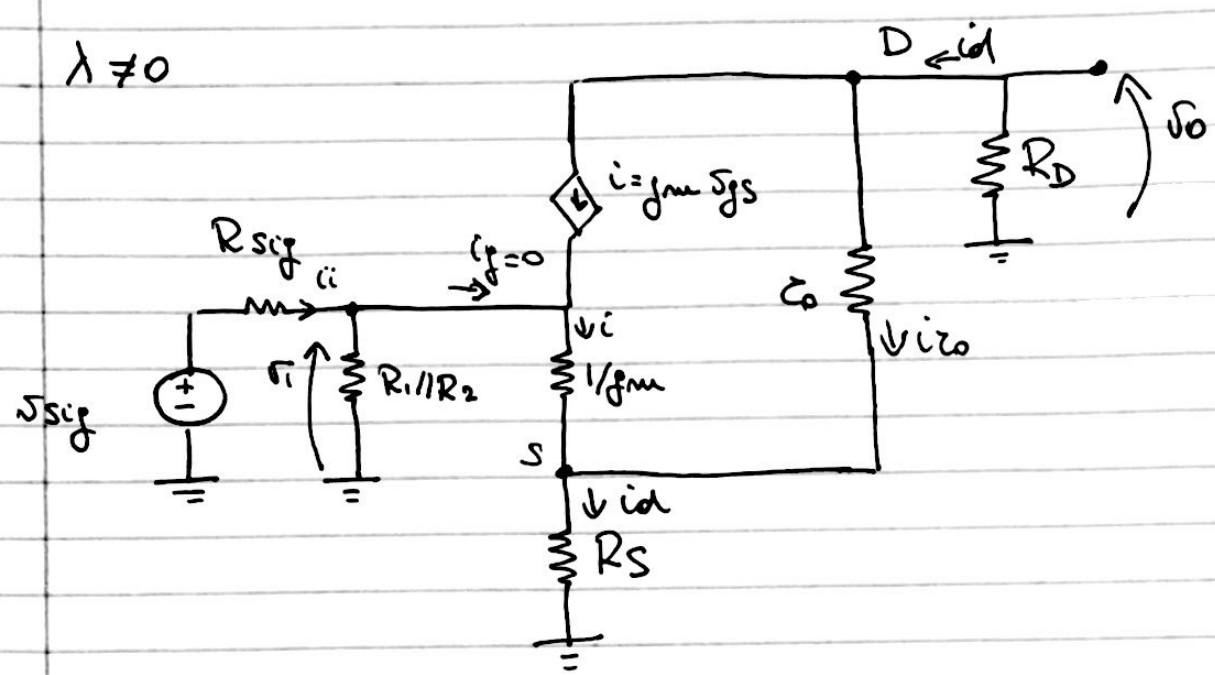 λ ≠ 0
D ← id
vo
i = gm vgs
RD
Rsig
ii
ig = 0
ro
↓ i
↓ iro
vi
R1//R2
1/gm
+
-
vsig
S
↓ id
RS